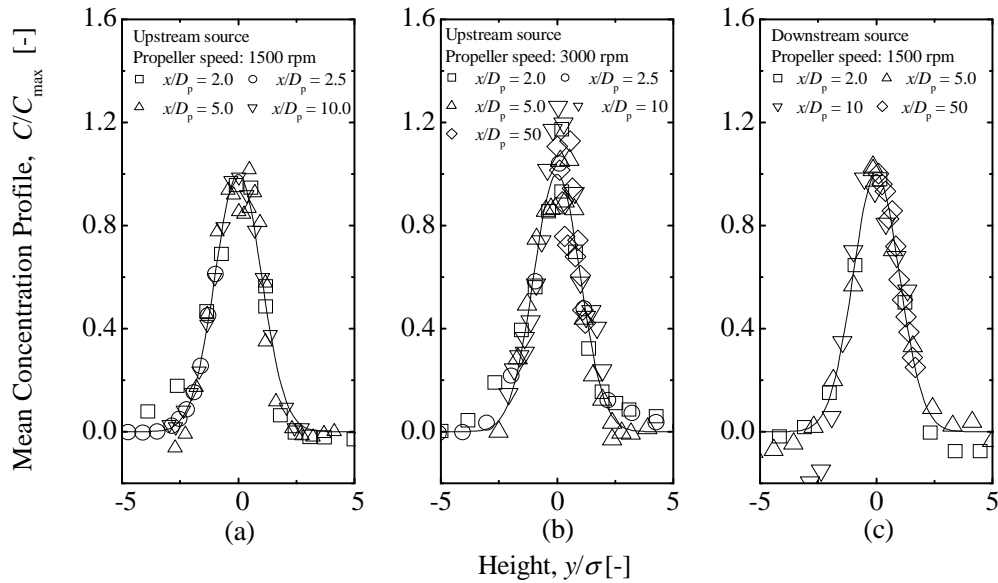 Mean Concentration Profile, C/C_max [-]
1.6
1.2
0.8
0.4
0.0
Upstream source
Propeller speed: 1500 rpm
x/D_p = 2.0 x/D_p = 2.5
x/D_p = 5.0 x/D_p = 10.0
-5 0 5
(a)
Upstream source
Propeller speed: 3000 rpm
x/D_p = 2.0 x/D_p = 2.5
x/D_p = 5.0 x/D_p = 10
x/D_p = 50
-5 0 5
(b)
Downstream source
Propeller speed: 1500 rpm
x/D_p = 2.0 x/D_p = 5.0
x/D_p = 10 x/D_p = 50
-5 0 5
(c)
Height, y/σ [-]